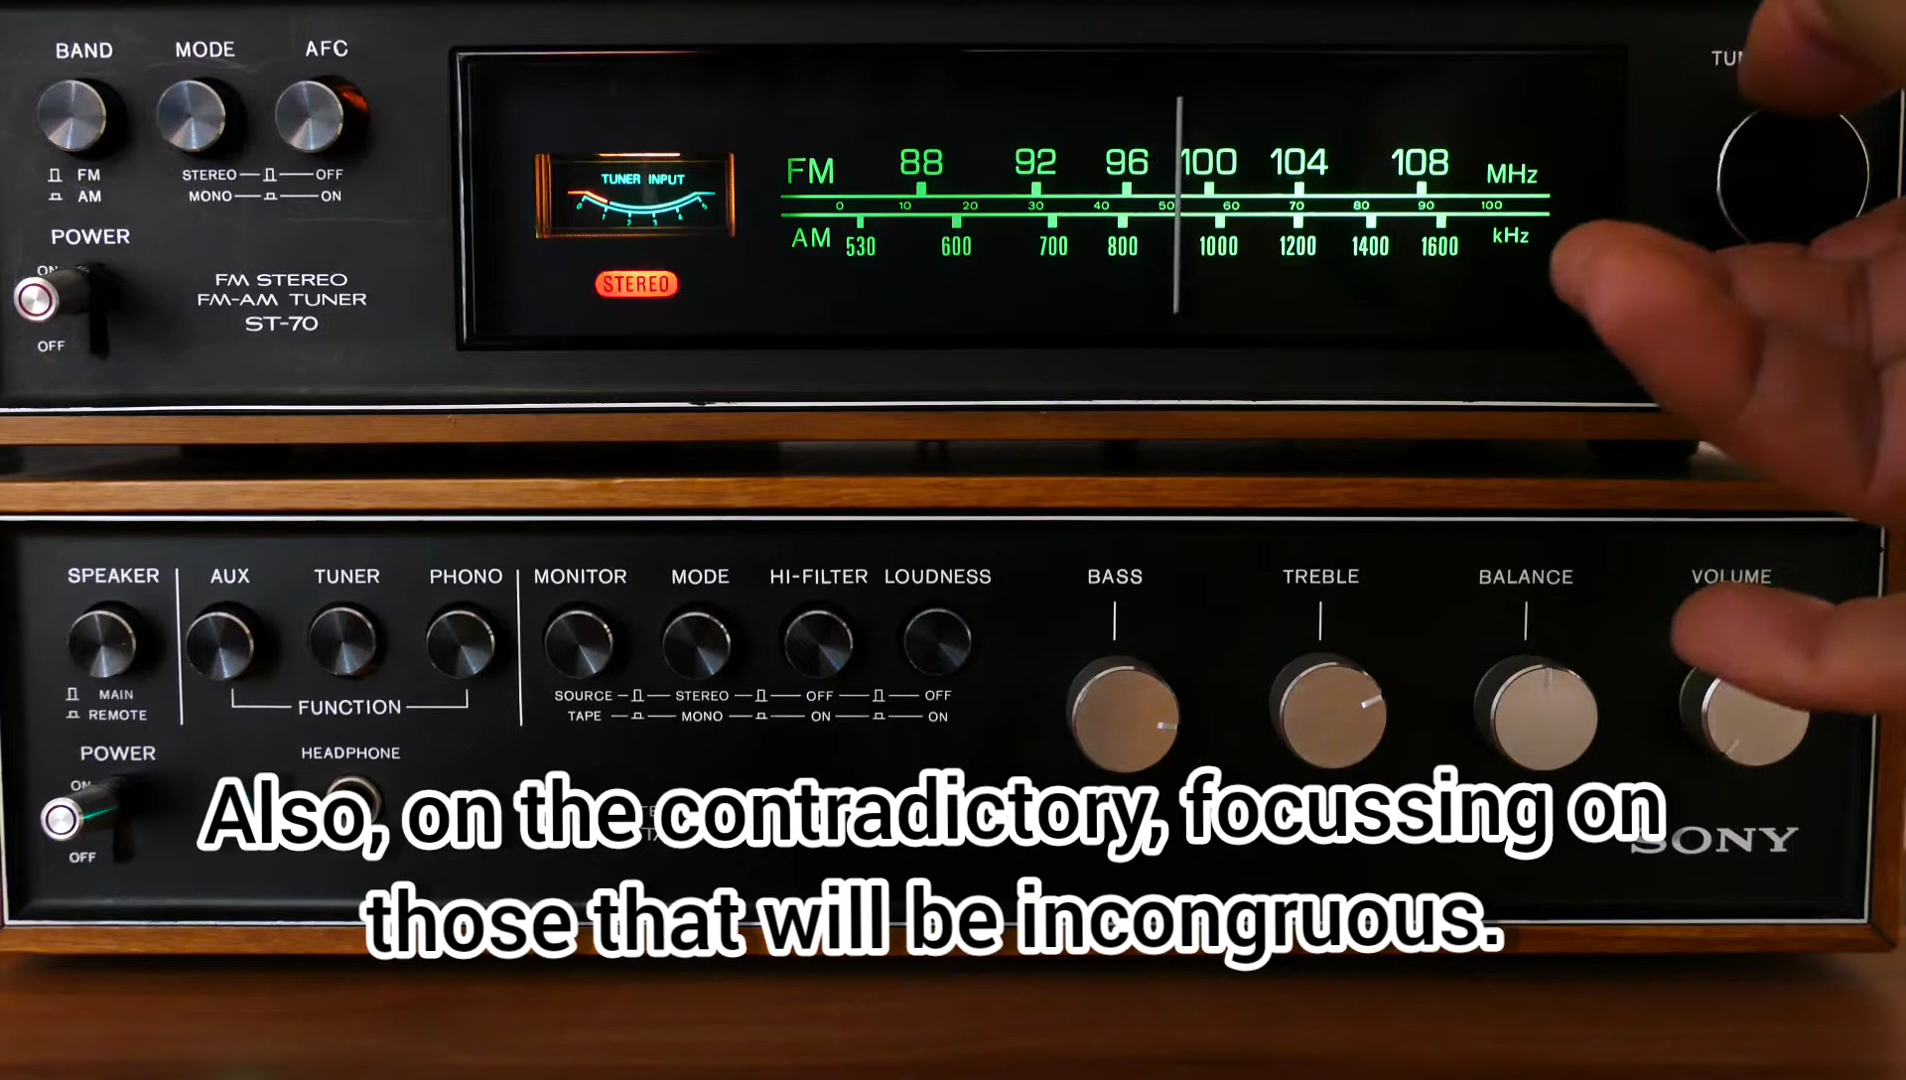 BAND MODE AFC
FM STEREO OFF
AM MONO ON
POWER
ON
OFF
FM STEREO
FM-AM TUNER
ST-70
TUNER INPUT
STEREO
FM 88 92 96 100 104 108 MHz
0 10 20 30 40 50 60 70 80 90 100
AM 530 600 700 800 1000 1200 1400 1600 kHz
SPEAKER AUX TUNER PHONO MONITOR MODE HI-FILTER LOUDNESS BASS TREBLE BALANCE VOLUME
MAIN
REMOTE
FUNCTION
SOURCE STEREO OFF OFF
TAPE MONO ON ON
POWER
ON
OFF
HEADPHONE
SONY
Also, on the contradictory, focussing on
those that will be incongruous.